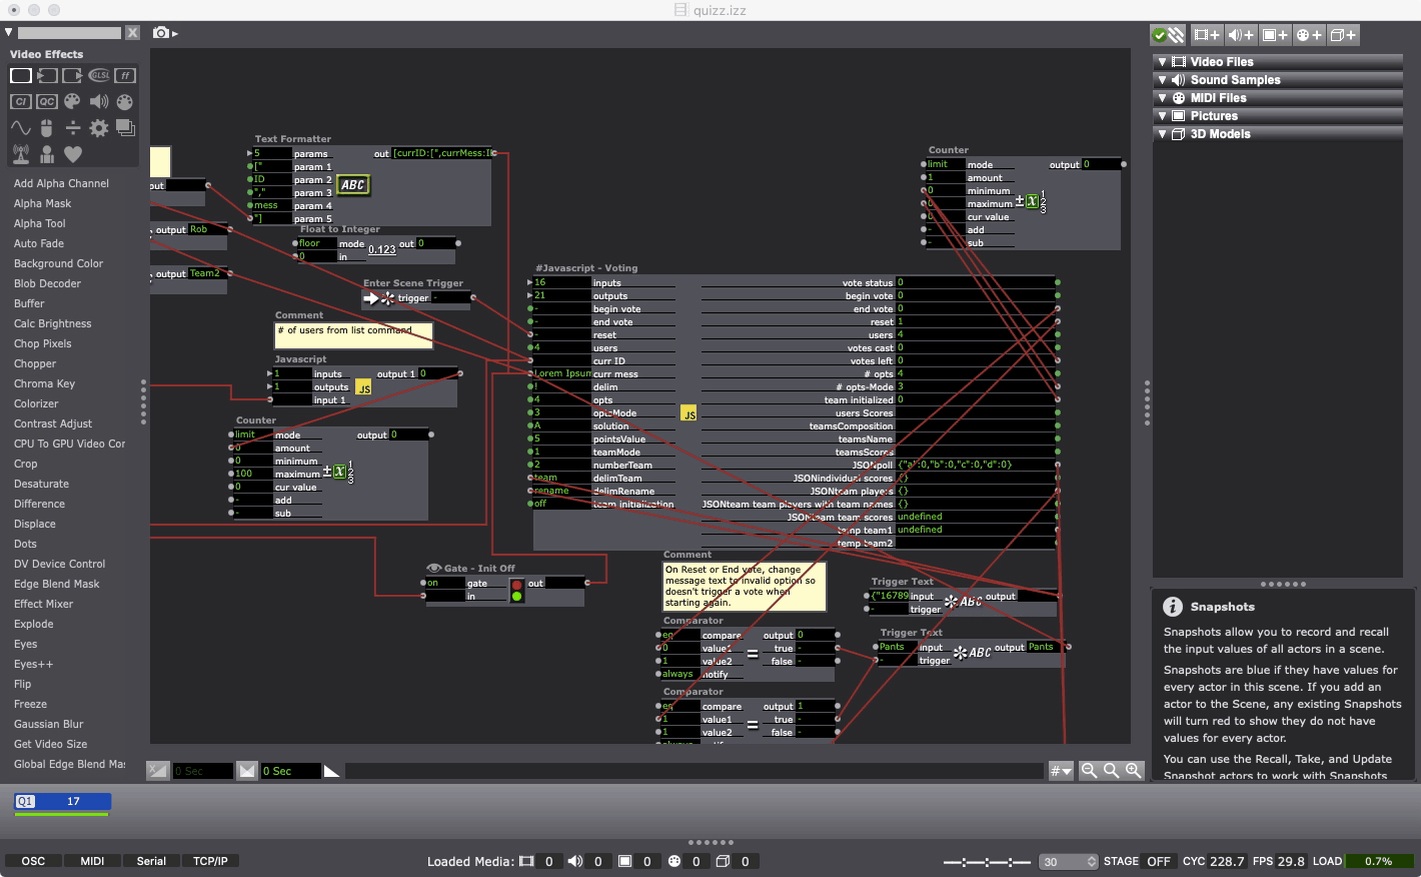 quizz.izz
Video Effects
GLSL
ff
CI
QC
Add Alpha Channel
Alpha Mask
Alpha Tool
Auto Fade
Background Color
Blob Decoder
Buffer
Calc Brightness
Chop Pixels
Chopper
Chroma Key
Colorizer
Contrast Adjust
CPU To GPU Video Cor
Crop
Desaturate
Difference
Displace
Dots
DV Device Control
Edge Blend Mask
Effect Mixer
Explode
Eyes
Eyes++
Flip
Freeze
Gaussian Blur
Get Video Size
Global Edge Blend Mas
output Rob
output Team2
Text Formatter
5 params out [currID:[",currMess:I
[" param 1
ID param 2
"," param 3
mess param 4
"] param 5
ABC
Float to Integer
floor mode 0.123 out 0
0 in
Enter Scene Trigger
trigger -
Comment
# of users from list command
Javascript
1 inputs output 1 0
1 outputs JS
input 1
Counter
limit mode output 0
0 amount
0 minimum
100 maximum
0 cur value
- add
- sub
Gate - Init Off
on gate out
in
#Javascript - Voting
16 inputs vote status 0
21 outputs begin vote 0
- begin vote end vote 0
- end vote reset 1
- reset users 4
4 users votes cast 0
curr ID votes left 0
Lorem Ipsum curr mess # opts 4
! delim # opts-Mode 3
4 opts team initialized 0
3 optsMode users Scores
A solution teamsComposition
5 pointsValue teamsName
1 teamMode teamsScores
2 numberTeam JSONpoll {"a":0,"b":0,"c":0,"d":0}
team delimTeam JSONindividual scores {}
rename delimRename JSONteam players {}
off team initialization JSONteam team players with team names {}
JSONteam team scores undefined
temp team1 undefined
temp team2
JS
Comment
On Reset or End vote, change
message text to invalid option so
doesn't trigger a vote when
starting again.
Comparator
eq compare output 0
0 value1 = true -
1 value2 false -
always notify
Comparator
eq compare output 1
1 value1 = true -
1 value2 false -
Trigger Text
{"16789 input ABC output
- trigger
Trigger Text
Pants input ABC output Pants
- trigger
Counter
limit mode output 0
1 amount
0 minimum
0 maximum
0 cur value
- add
- sub
Video Files
Sound Samples
MIDI Files
Pictures
3D Models
Snapshots
Snapshots allow you to record and recall
the input values of all actors in a scene.
Snapshots are blue if they have values for
every actor in this scene. If you add an
actor to the Scene, any existing Snapshots
will turn red to show they do not have
values for every actor.
You can use the Recall, Take, and Update
Snapshot actors to work with Snapshots
0 Sec
0 Sec
#
Q1 17
OSC MIDI Serial TCP/IP Loaded Media: 0 0 0 0 0 30 STAGE OFF CYC 228.7 FPS 29.8 LOAD 0.7%